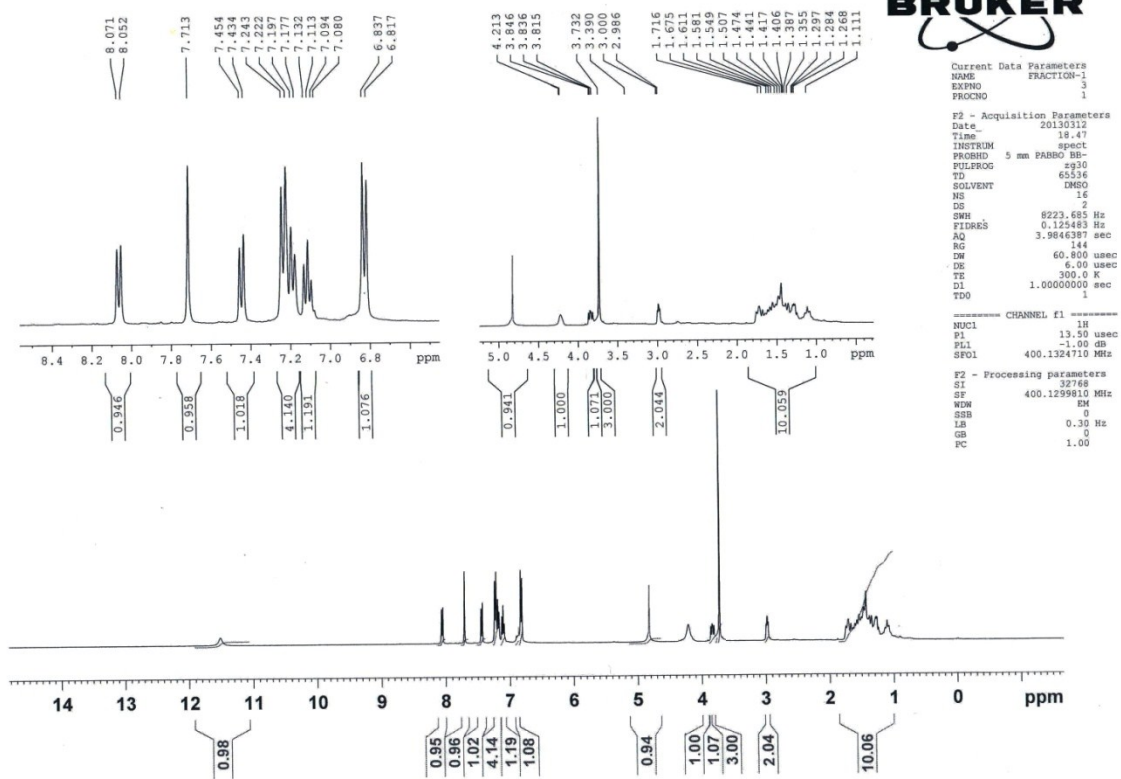 8.071
8.052
7.713
7.454
7.434
7.243
7.222
7.197
7.177
7.132
7.113
7.094
7.080
6.837
6.817
4.213
3.846
3.836
3.815
3.732
3.390
3.000
2.986
1.716
1.675
1.611
1.581
1.549
1.507
1.474
1.441
1.417
1.406
1.387
1.355
1.297
1.284
1.268
1.111
BRUKER
Current Data Parameters
NAME FRACTION-1
EXPNO 3
PROCNO 1
F2 - Acquisition Parameters
Date_ 20130312
Time 18.47
INSTRUM spect
PROBHD 5 mm PABBO BB-
PULPROG zg30
TD 65536
SOLVENT DMSO
NS 16
DS 2
SWH 8223.685 Hz
FIDRES 0.125483 Hz
AQ 3.9846387 sec
RG 144
DW 60.800 usec
DE 6.00 usec
TE 300.0 K
D1 1.00000000 sec
TD0 1
======== CHANNEL f1 ========
NUC1 1H
P1 13.50 usec
PL1 -1.00 dB
SFO1 400.1324710 MHz
F2 - Processing parameters
SI 32768
SF 400.1299810 MHz
WDW EM
SSB 0
LB 0.30 Hz
GB 0
PC 1.00
8.4 8.2 8.0 7.8 7.6 7.4 7.2 7.0 6.8 ppm
5.0 4.5 4.0 3.5 3.0 2.5 2.0 1.5 1.0 ppm
0.946
0.958
1.018
4.140
1.191
1.076
0.941
1.000
1.071
3.000
2.044
10.059
14 13 12 11 10 9 8 7 6 5 4 3 2 1 0 ppm
0.98
0.95
0.96
1.02
4.14
1.19
1.08
0.94
1.00
1.07
3.00
2.04
10.06